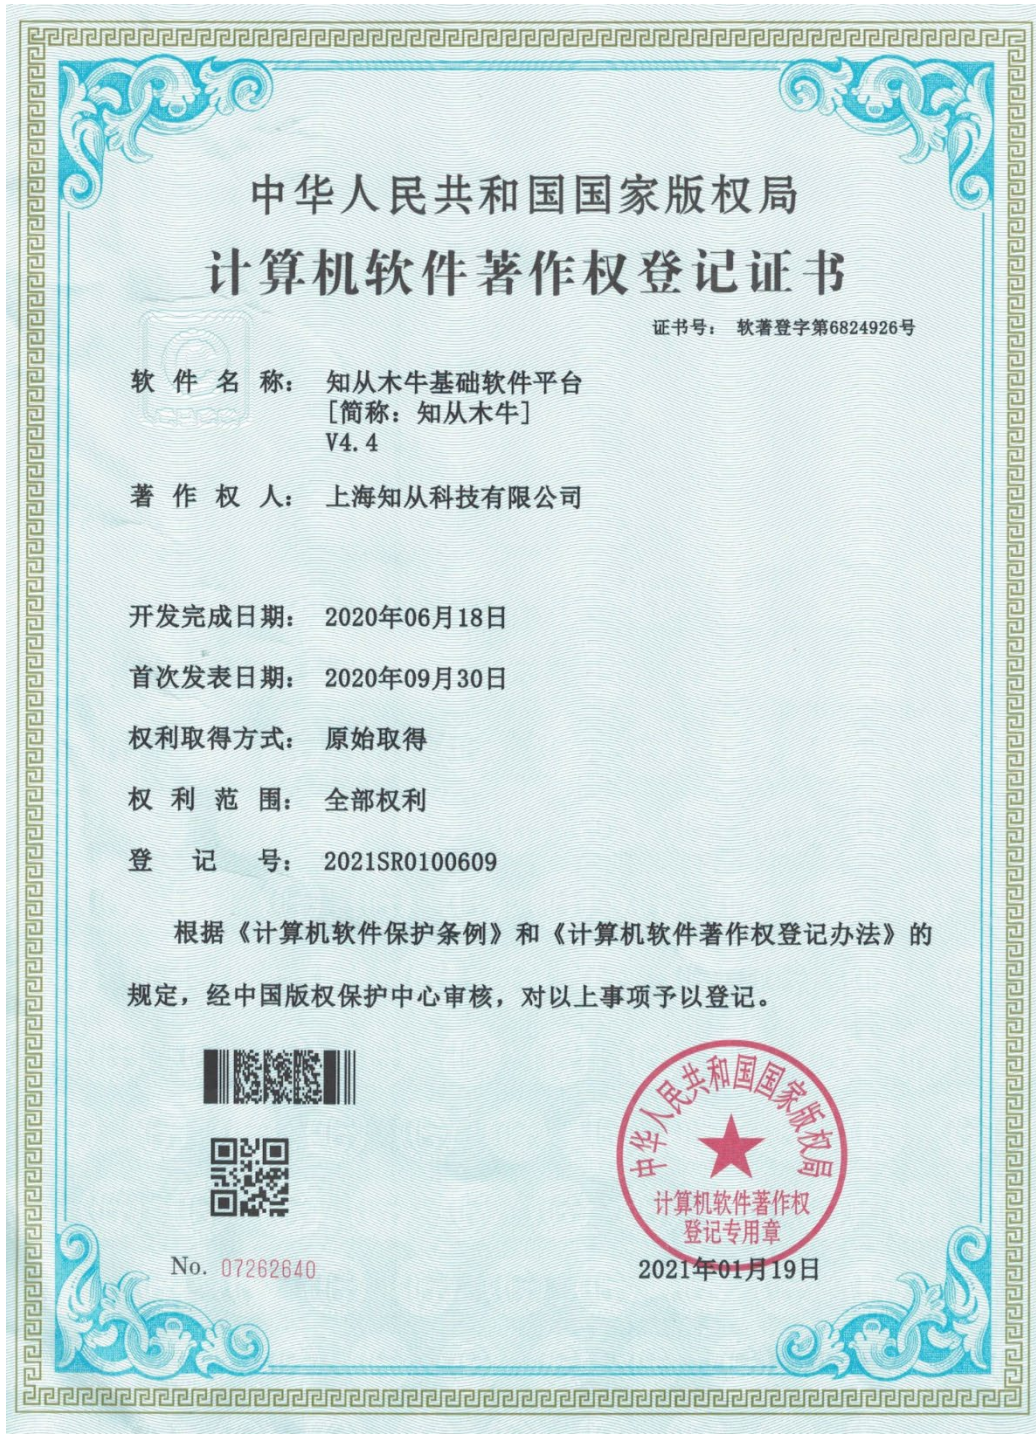 中华人民共和国国家版权局
计算机软件著作权登记证书
证书号： 软著登字第6824926号
软件名称： 知从木牛基础软件平台
[简称：知从木牛]
V4.4
著作权人： 上海知从科技有限公司
开发完成日期： 2020年06月18日
首次发表日期： 2020年09月30日
权利取得方式： 原始取得
权利范围： 全部权利
登记号： 2021SR0100609
根据《计算机软件保护条例》和《计算机软件著作权登记办法》的
规定，经中国版权保护中心审核，对以上事项予以登记。
中华人民共和国国家版权局
计算机软件著作权
登记专用章
No. 07262640
2021年01月19日